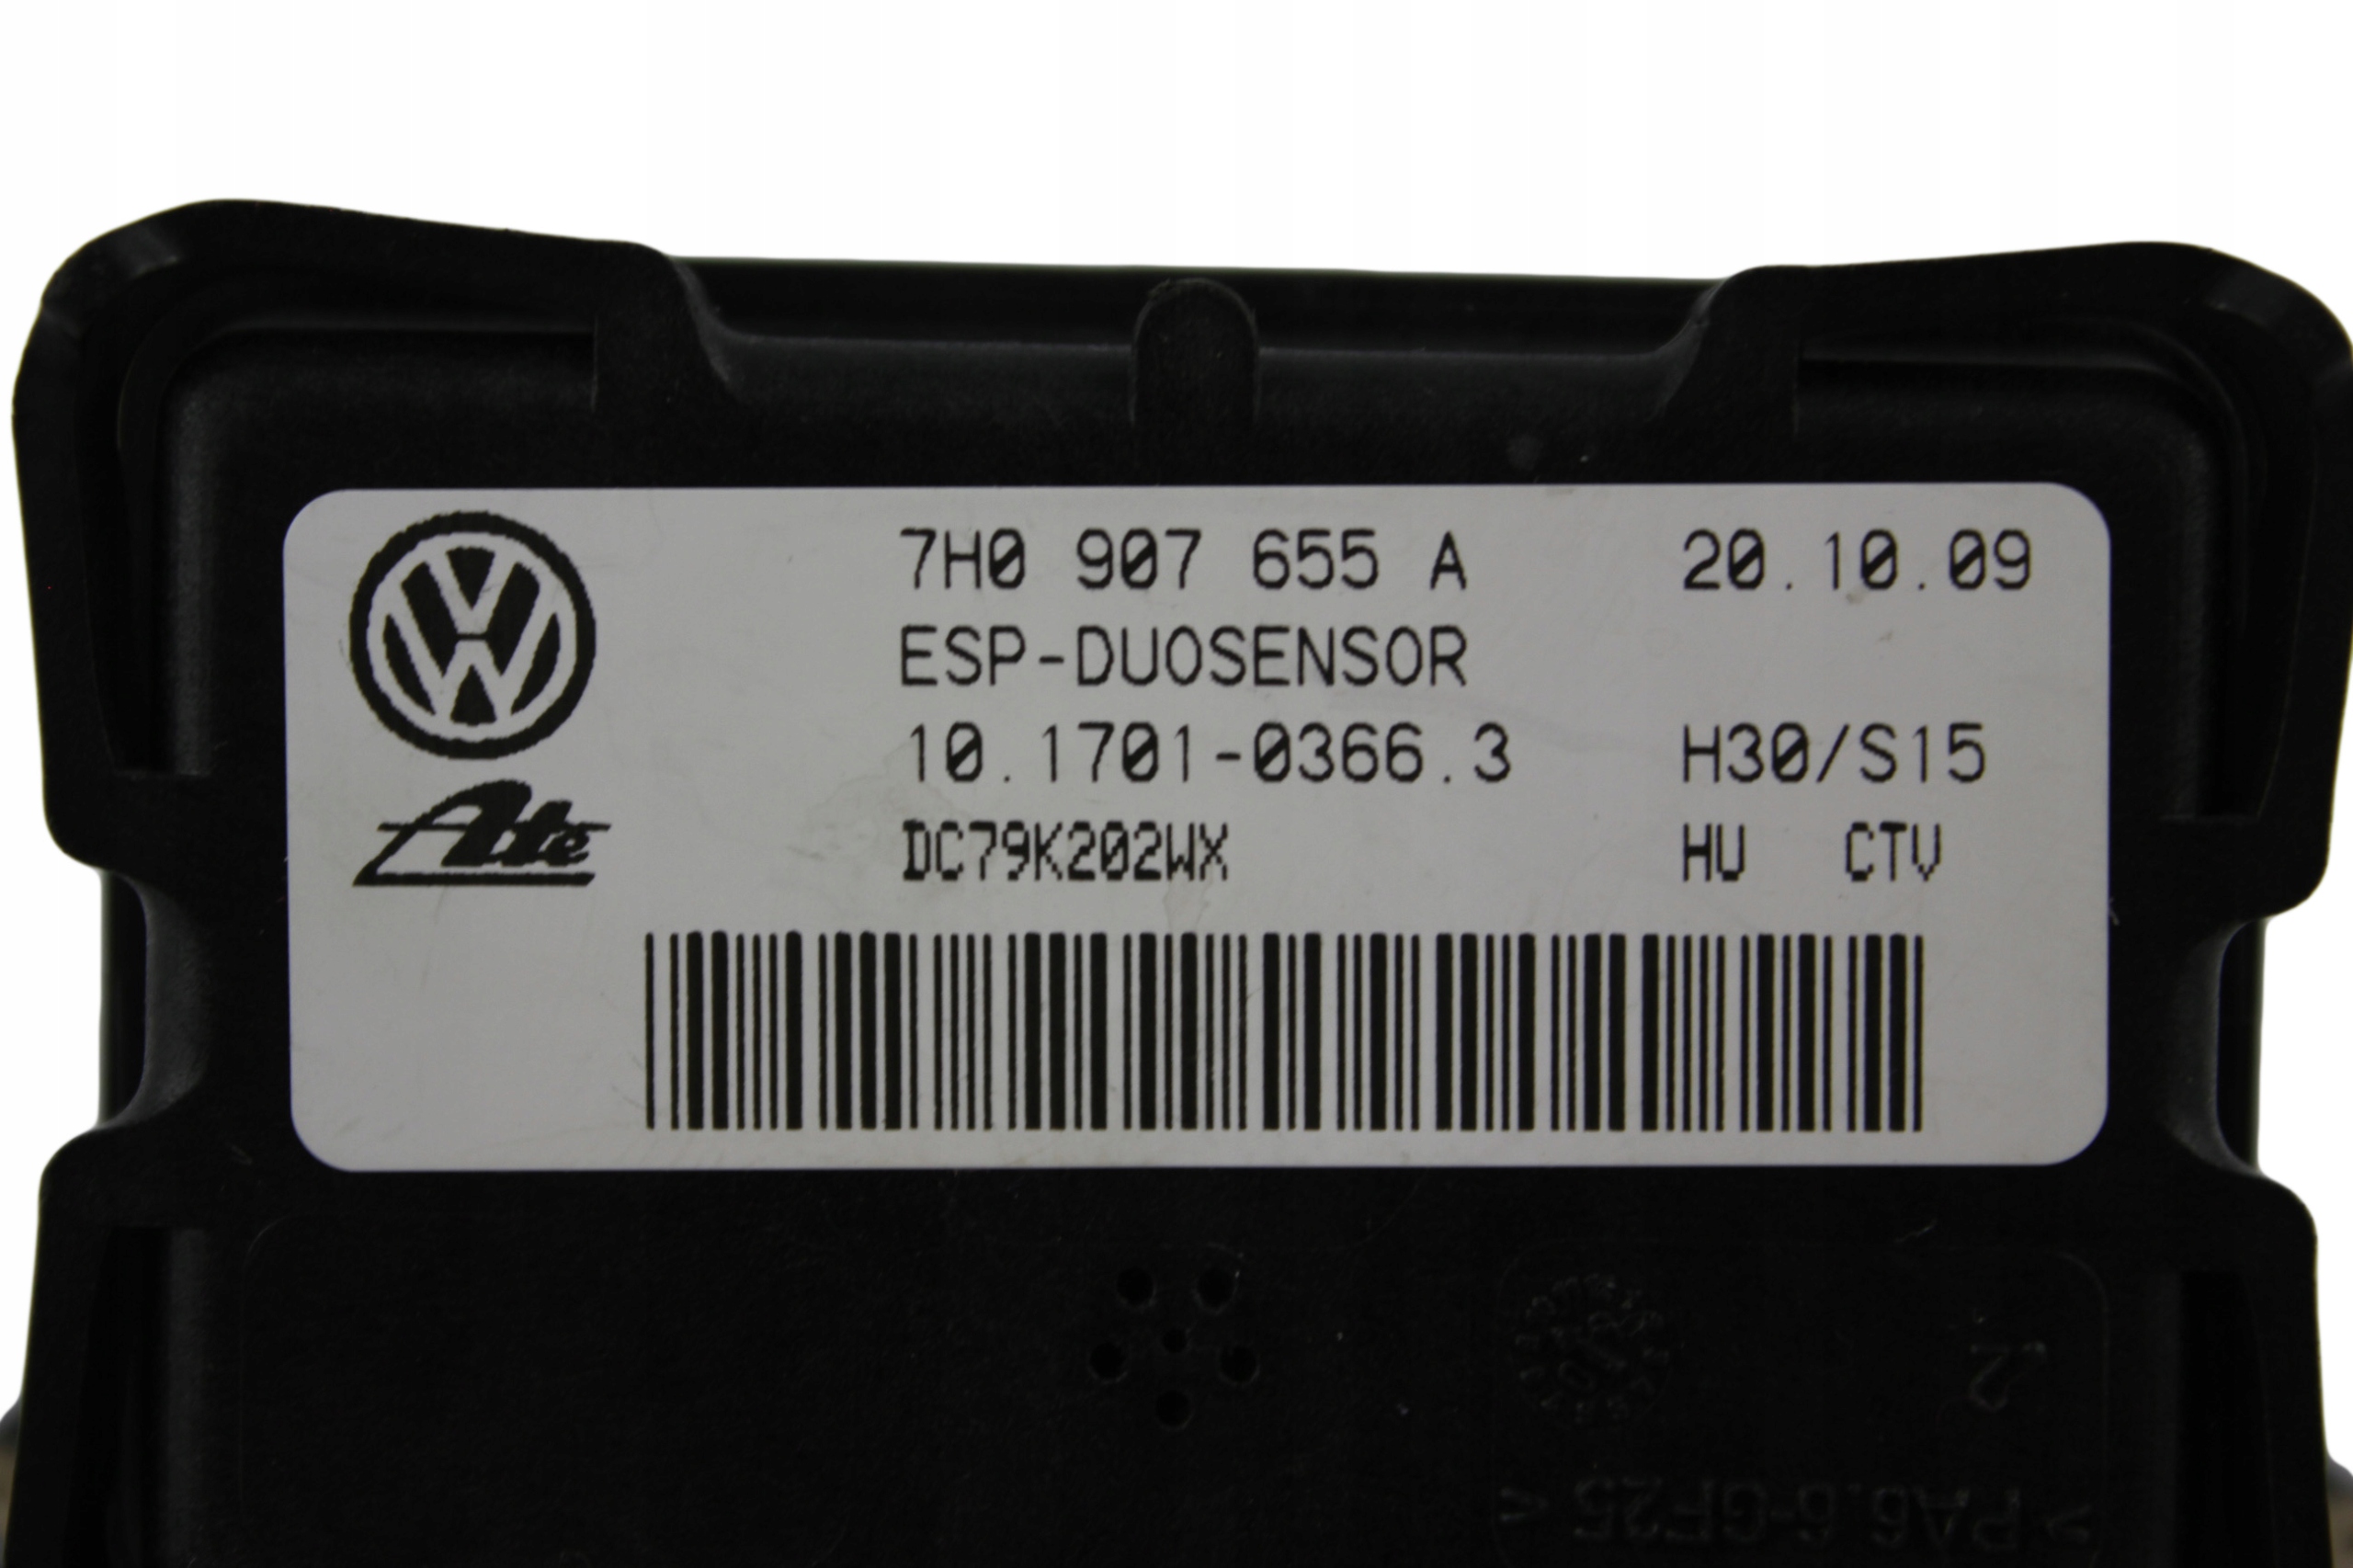 7H0 907 655 A 20.10.09
ESP-DUOSENSOR
10.1701-0366.3 H30/S15
Ate DC79K202WX HU CTV
2
>PA6.6-GF25<